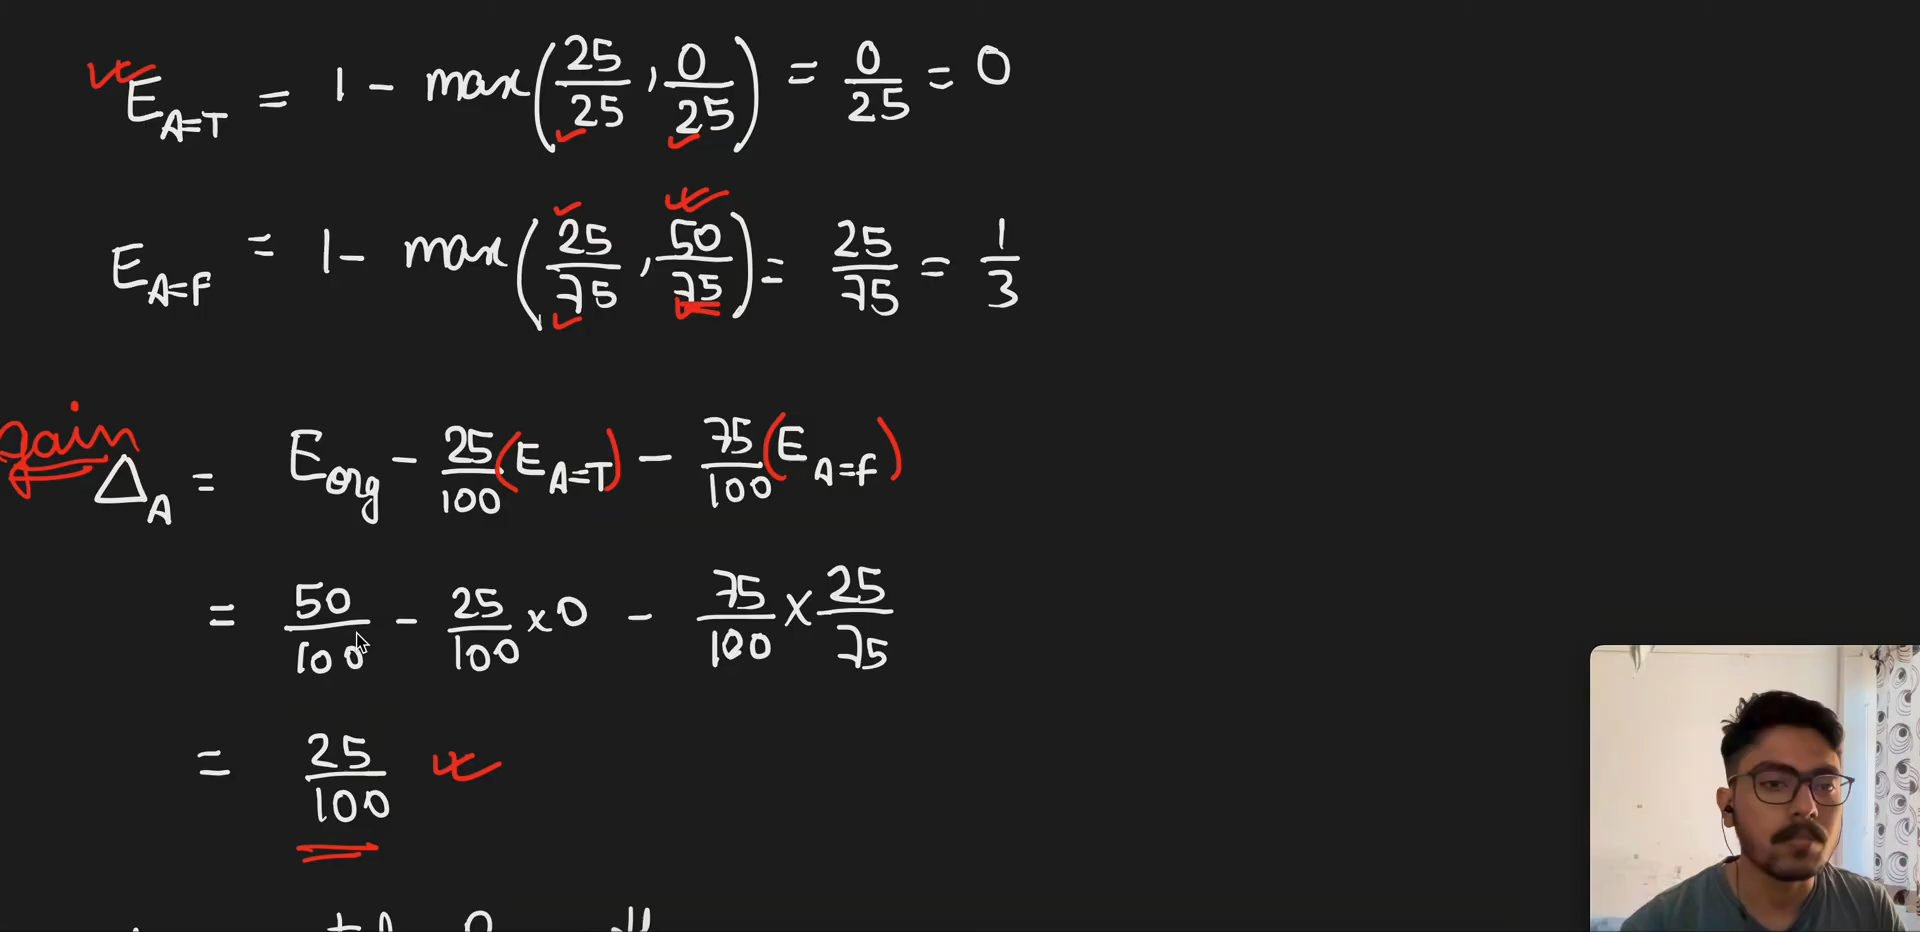 E_{A=T} = 1 - max(25/25, 0/25) = 0/25 = 0
E_{A=F} = 1 - max(25/75, 50/75) = 25/75 = 1/3
gain
Δ_A = E_{org} - 25/100 (E_{A=T}) - 75/100 (E_{A=F})
= 50/100 - 25/100 × 0 - 75/100 × 25/75
= 25/100